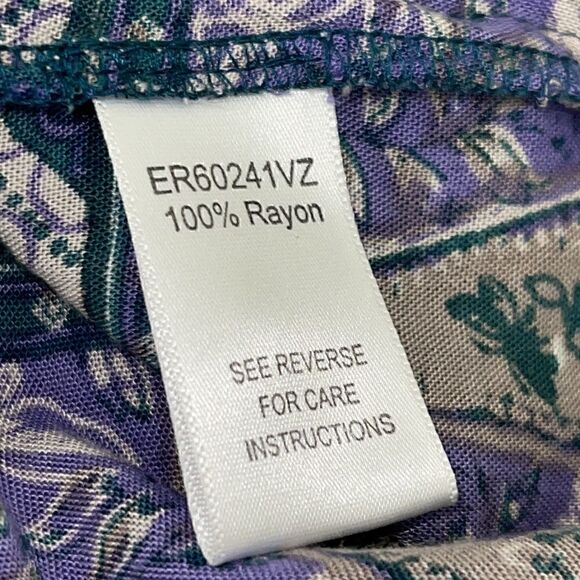 ER60241VZ
100% Rayon
SEE REVERSE
FOR CARE
INSTRUCTIONS